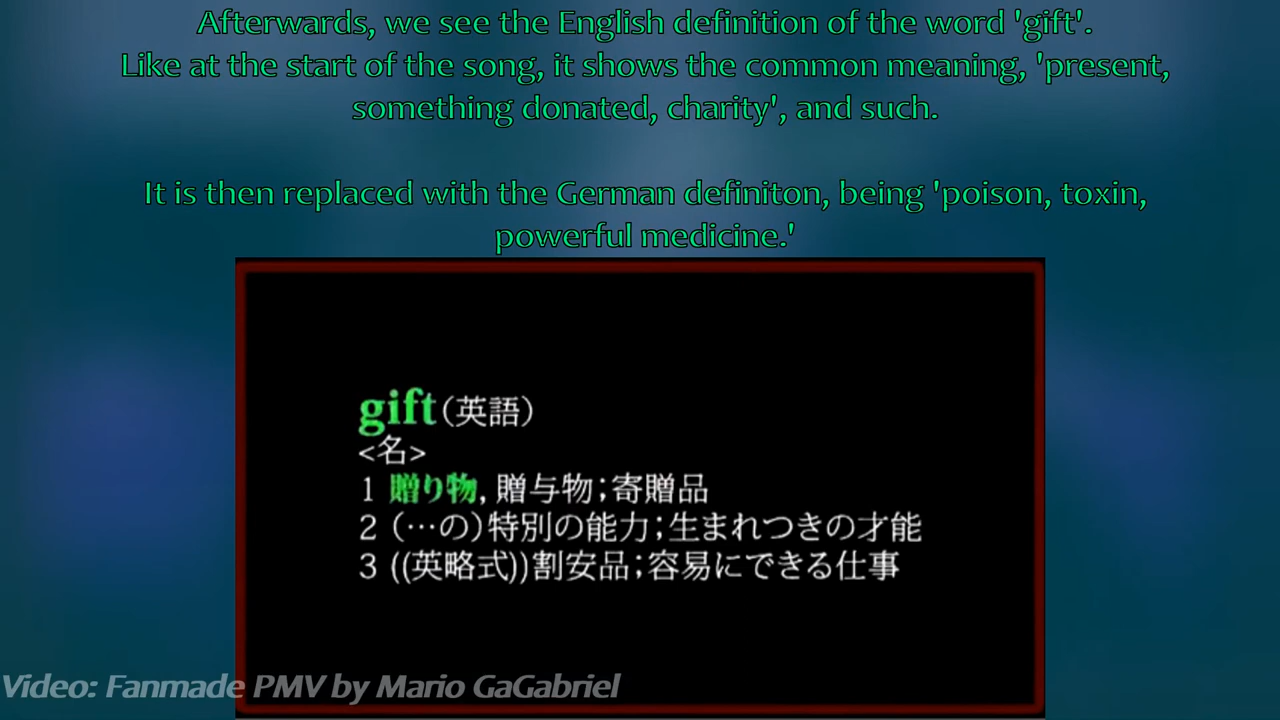 Afterwards, we see the English definition of the word 'gift'.
Like at the start of the song, it shows the common meaning, 'present,
something donated, charity', and such.
It is then replaced with the German definiton, being 'poison, toxin,
powerful medicine.'
gift(英語)
<名>
1 贈り物, 贈与物;寄贈品
2 (…の)特別の能力;生まれつきの才能
3 ((英略式))割安品;容易にできる仕事
Video: Fanmade PMV by Mario GaGabriel